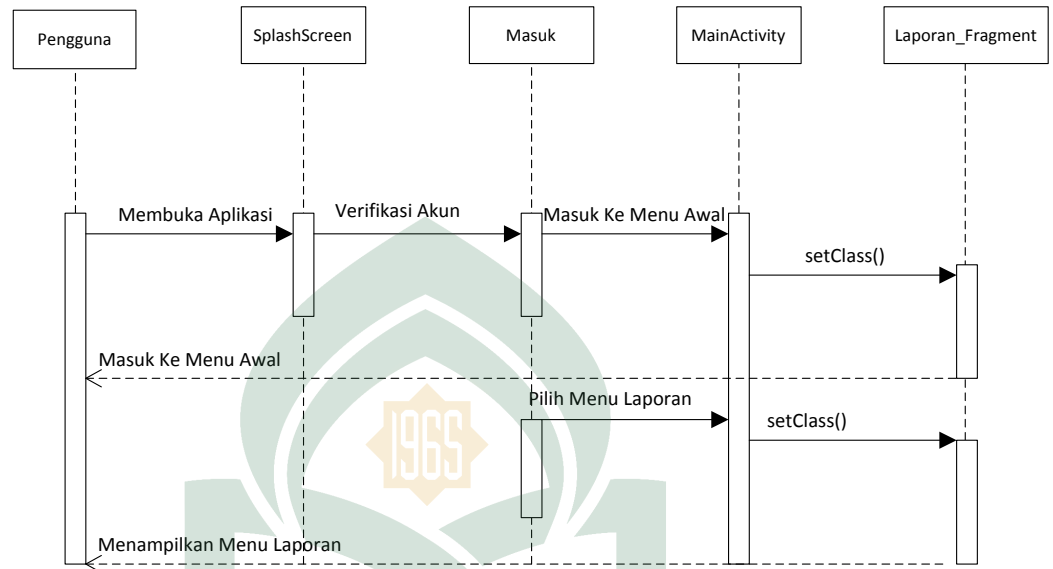 Pengguna
SplashScreen
Masuk
MainActivity
Laporan_Fragment
Membuka Aplikasi
Verifikasi Akun
Masuk Ke Menu Awal
setClass()
Masuk Ke Menu Awal
1965
Pilih Menu Laporan
setClass()
Menampilkan Menu Laporan